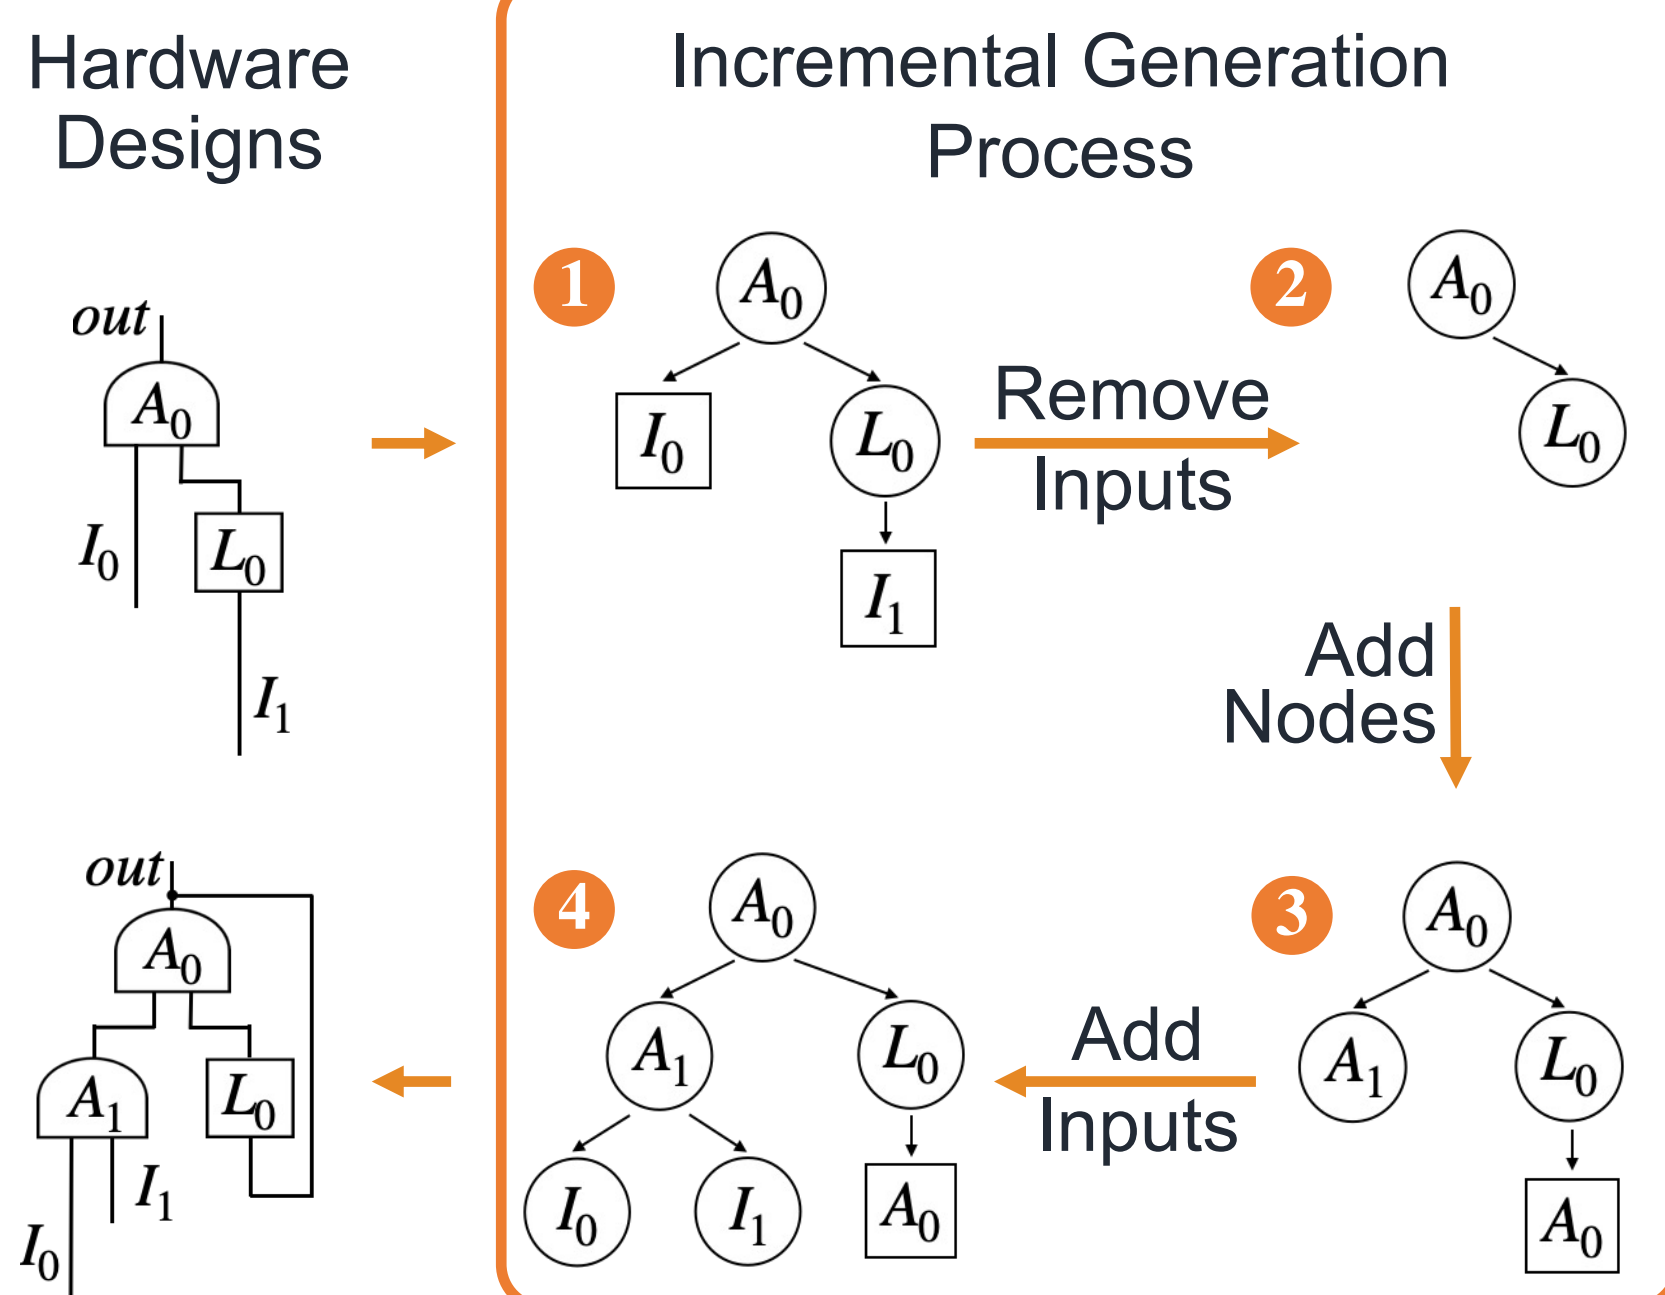 Hardware
Designs
Incremental Generation
Process
out
A₀
I₀
L₀
I₁
1
A₀
I₀
L₀
I₁
Remove
Inputs
2
A₀
L₀
Add
Nodes
3
A₀
A₁
L₀
A₀
Add
Inputs
4
A₀
A₁
L₀
I₀
I₁
A₀
out
A₀
A₁
L₀
I₁
I₀